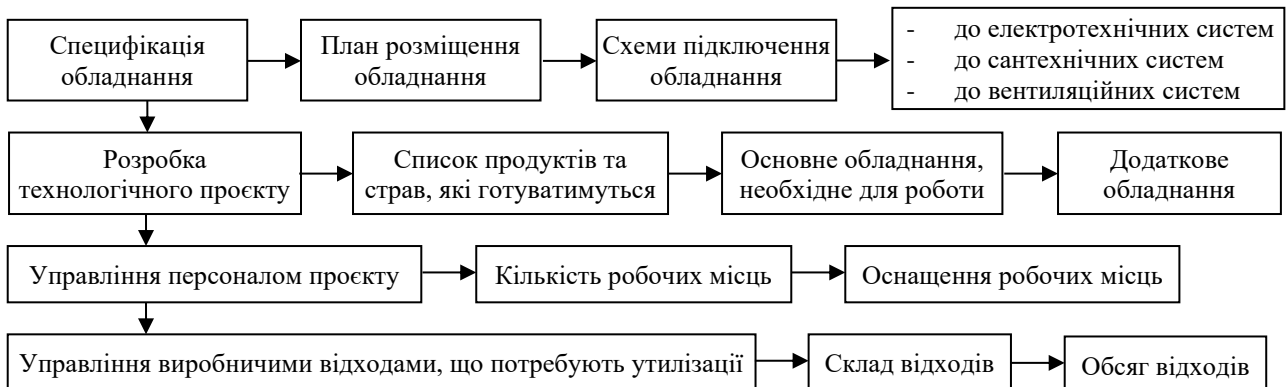 Специфікація
обладнання
План розміщення
обладнання
Схеми підключення
обладнання
- до електротехнічних систем
- до сантехнічних систем
- до вентиляційних систем
Розробка
технологічного проєкту
Список продуктів та
страв, які готуватимуться
Основне обладнання,
необхідне для роботи
Додаткове
обладнання
Управління персоналом проєкту
Кількість робочих місць
Оснащення робочих місць
Управління виробничими відходами, що потребують утилізації
Склад відходів
Обсяг відходів